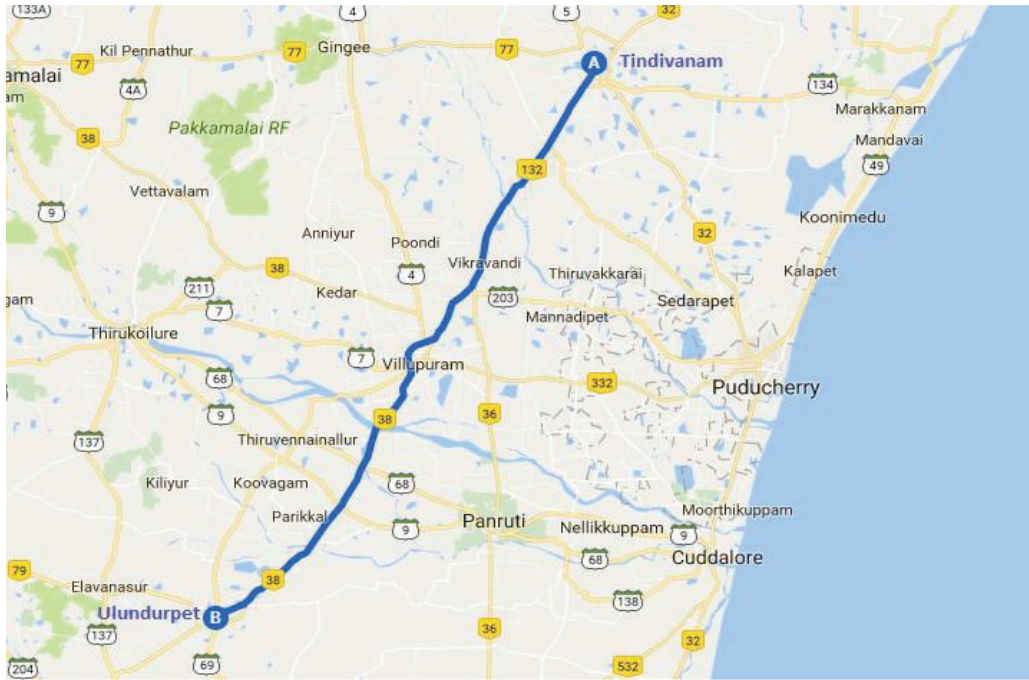 133A
4
5
32
Kil Pennathur
Gingee
77
77
77
A
Tindivanam
amalai
am
4A
134
Marakkanam
Pakkamalai RF
38
Mandavai
132
49
Vettavalam
9
Koonimedu
Anniyur
Poondi
32
Vikravandi
38
4
Thiruvakkarai
Kalapet
211
Kedar
203
Sedarapet
gam
7
Mannadipet
Thirukoilure
7
Villupuram
68
332
Puducherry
9
38
36
137
Thiruvennainallur
Kiliyur
Koovagam
68
Parikkal
Panruti
Moorthikuppam
9
Nellikkuppam
9
68
Cuddalore
79
38
Elavanasur
138
Ulundurpet
B
137
36
32
204
69
532